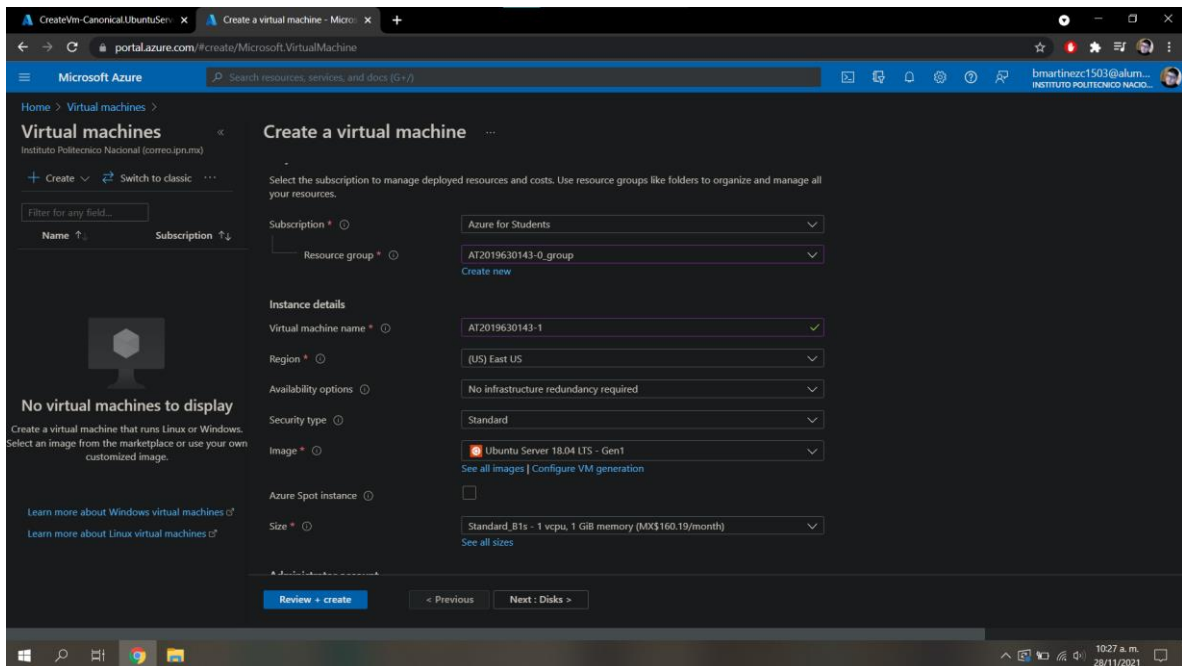 CreateVm-Canonical.UbuntuServ
Create a virtual machine - Micros
portal.azure.com/#create/Microsoft.VirtualMachine
Microsoft Azure
Search resources, services, and docs (G+/)
bmartinezc1503@alum...
INSTITUTO POLITECNICO NACIO...
Home > Virtual machines >
Virtual machines
Instituto Politecnico Nacional (correo.ipn.mx)
Create
Switch to classic
Filter for any field...
Name
Subscription
No virtual machines to display
Create a virtual machine that runs Linux or Windows.
Select an image from the marketplace or use your own
customized image.
Learn more about Windows virtual machines
Learn more about Linux virtual machines
Create a virtual machine ...
Select the subscription to manage deployed resources and costs. Use resource groups like folders to organize and manage all
your resources.
Subscription * Azure for Students
Resource group * AT2019630143-0_group
Create new
Instance details
Virtual machine name * AT2019630143-1
Region * (US) East US
Availability options No infrastructure redundancy required
Security type Standard
Image * Ubuntu Server 18.04 LTS - Gen1
See all images | Configure VM generation
Azure Spot instance
Size * Standard_B1s - 1 vcpu, 1 GiB memory (MX$160.19/month)
See all sizes
Administrator account
Review + create
< Previous
Next : Disks >
10:27 a. m.
28/11/2021